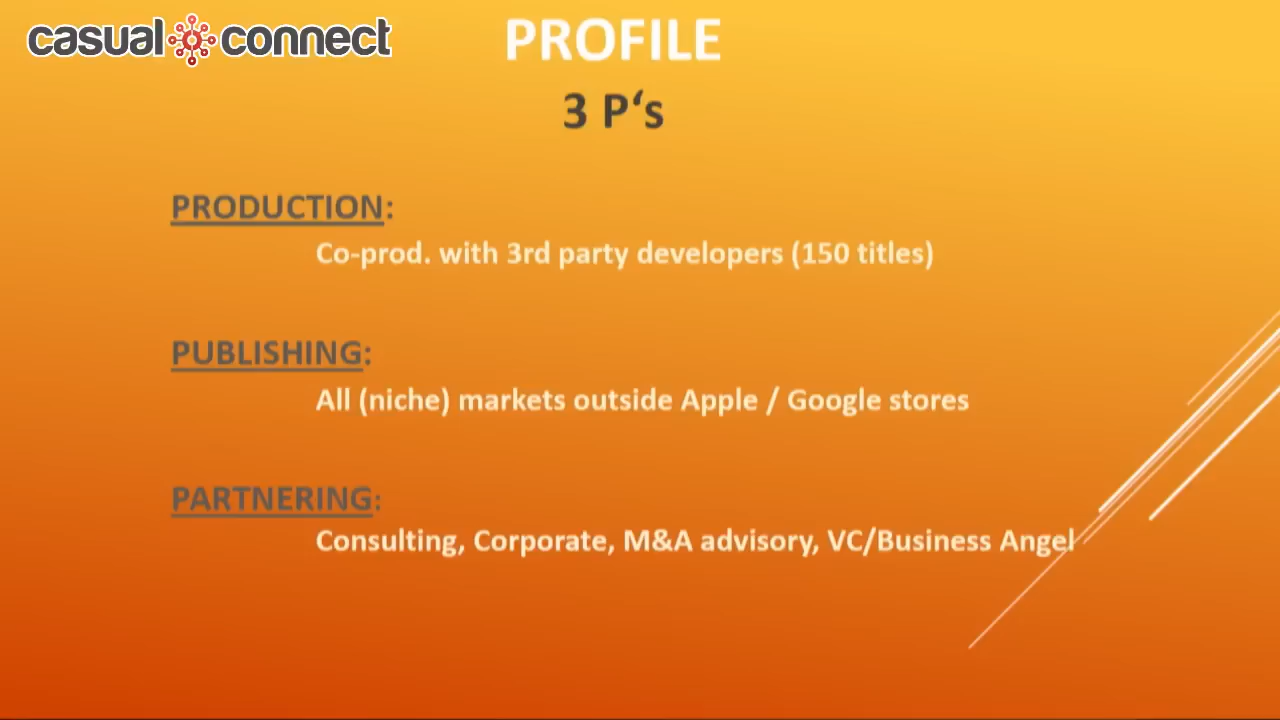 casual connect
PROFILE
3 P‘s
PRODUCTION:
Co-prod. with 3rd party developers (150 titles)
PUBLISHING:
All (niche) markets outside Apple / Google stores
PARTNERING:
Consulting, Corporate, M&A advisory, VC/Business Angel